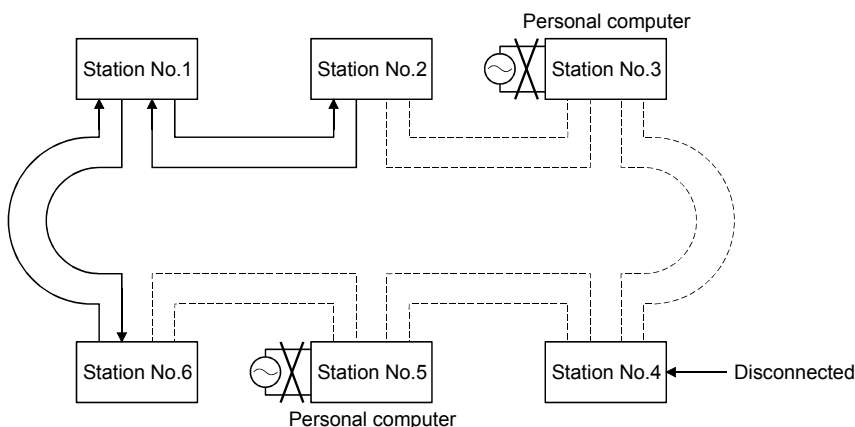 Personal computer
Station No.1
Station No.2
Station No.3
Station No.6
Station No.5
Station No.4
Disconnected
Personal computer